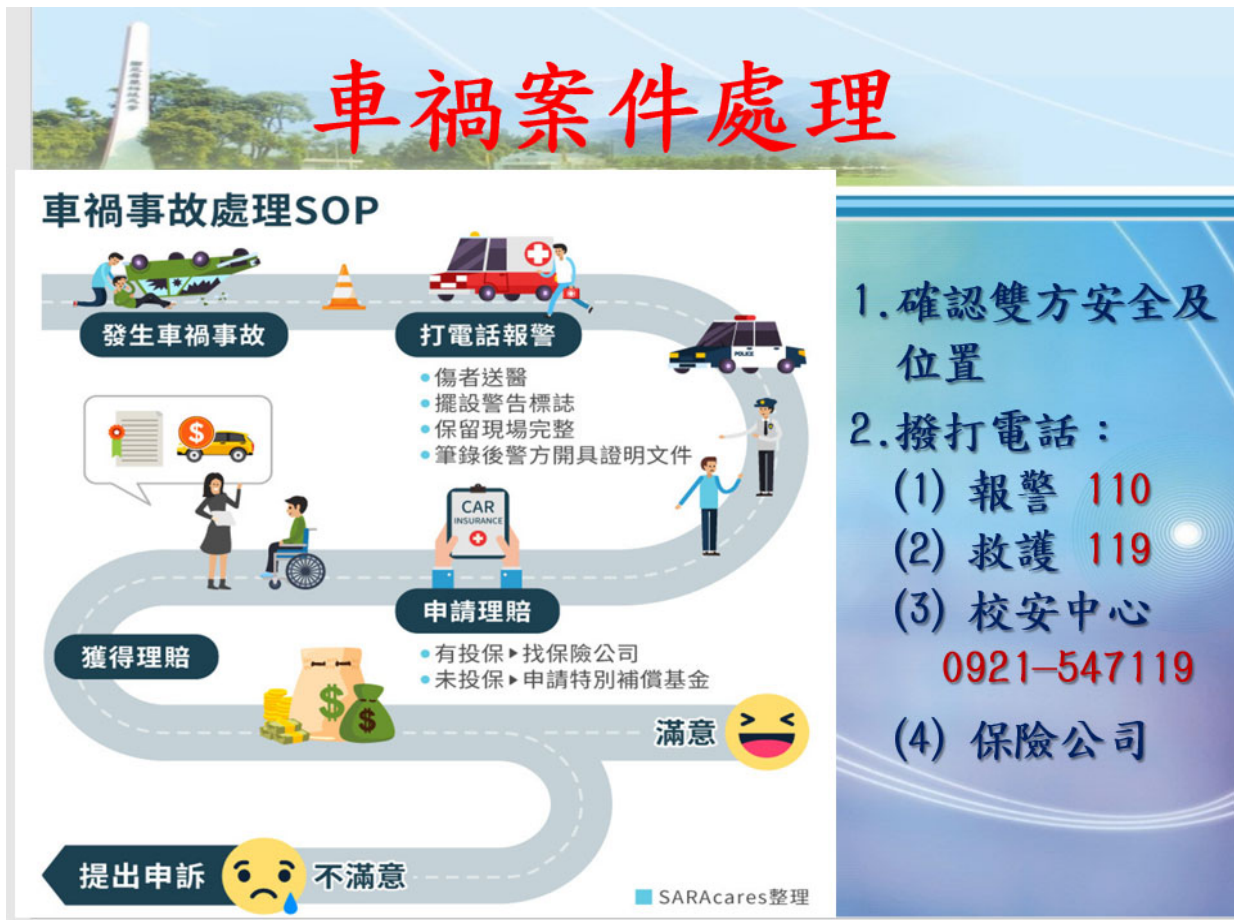 車禍案件處理
車禍事故處理SOP
發生車禍事故
打電話報警
•傷者送醫
•擺設警告標誌
•保留現場完整
•筆錄後警方開具證明文件
POLICE
$
CAR
INSURANCE
申請理賠
•有投保▶找保險公司
•未投保▶申請特別補償基金
獲得理賠
$
$
滿意
提出申訴
不滿意
SARAcares整理
1.確認雙方安全及
位置
2.撥打電話：
(1) 報警 110
(2) 救護 119
(3) 校安中心
0921-547119
(4) 保險公司